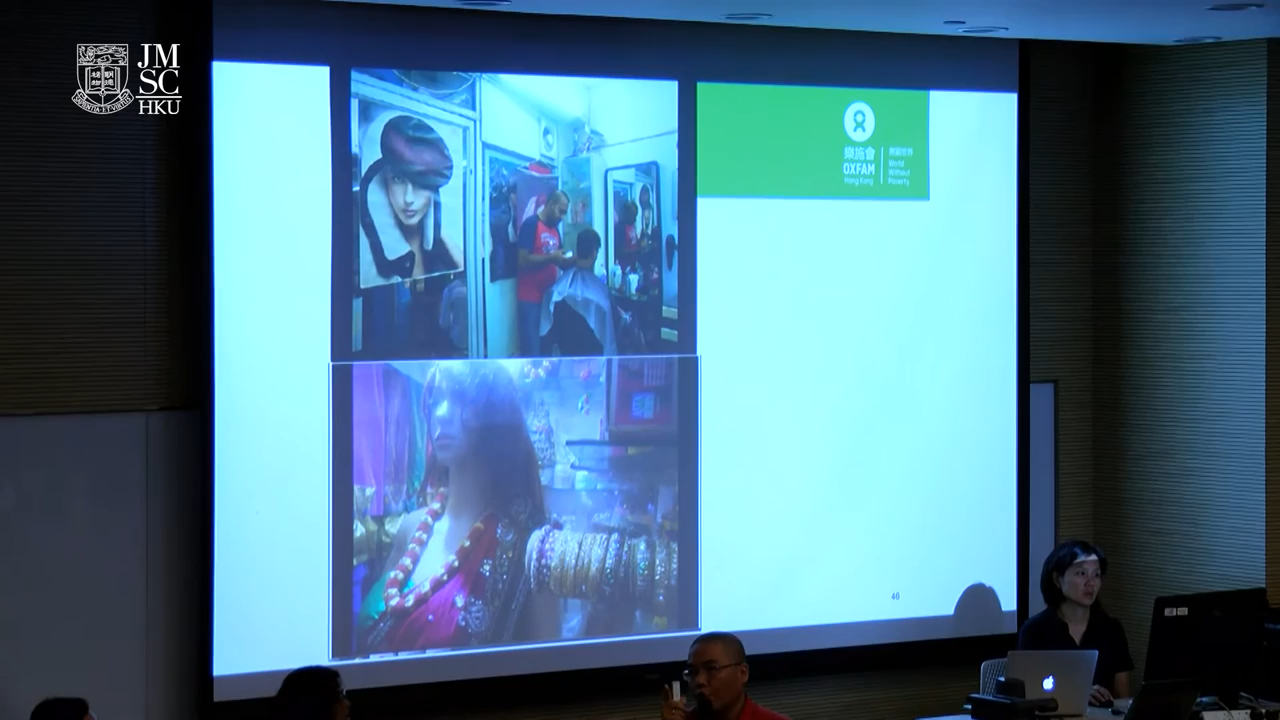 JM
SC
HKU
樂施會
OXFAM
Hong Kong
無窮世界
World
Without
Poverty
46